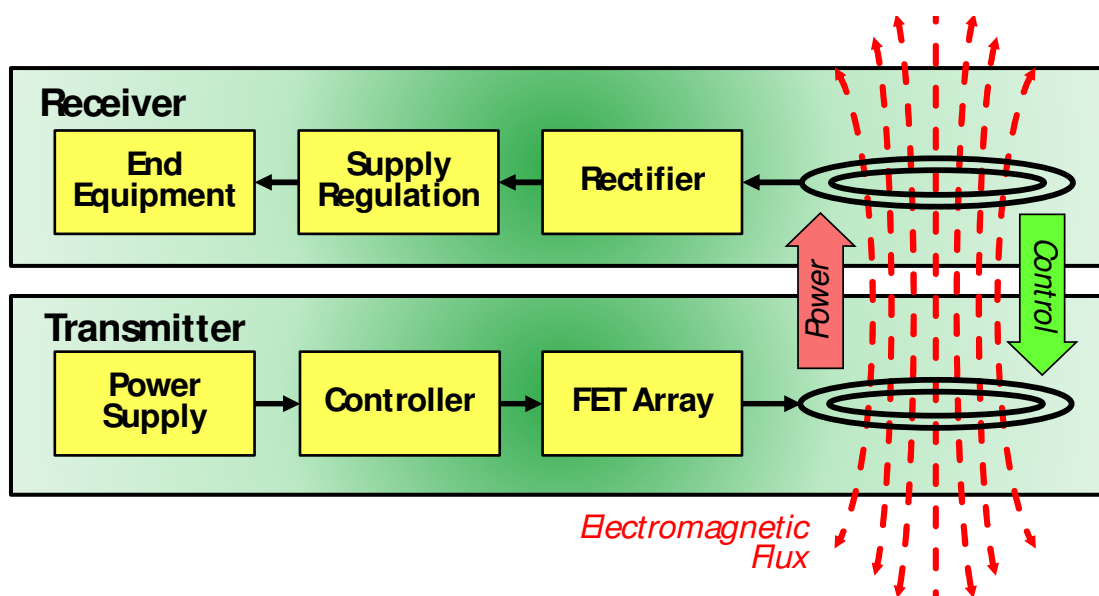 Receiver
End
Equipment
Supply
Regulation
Rectifier
Power
Control
Transmitter
Power
Supply
Controller
FET Array
Electromagnetic
Flux